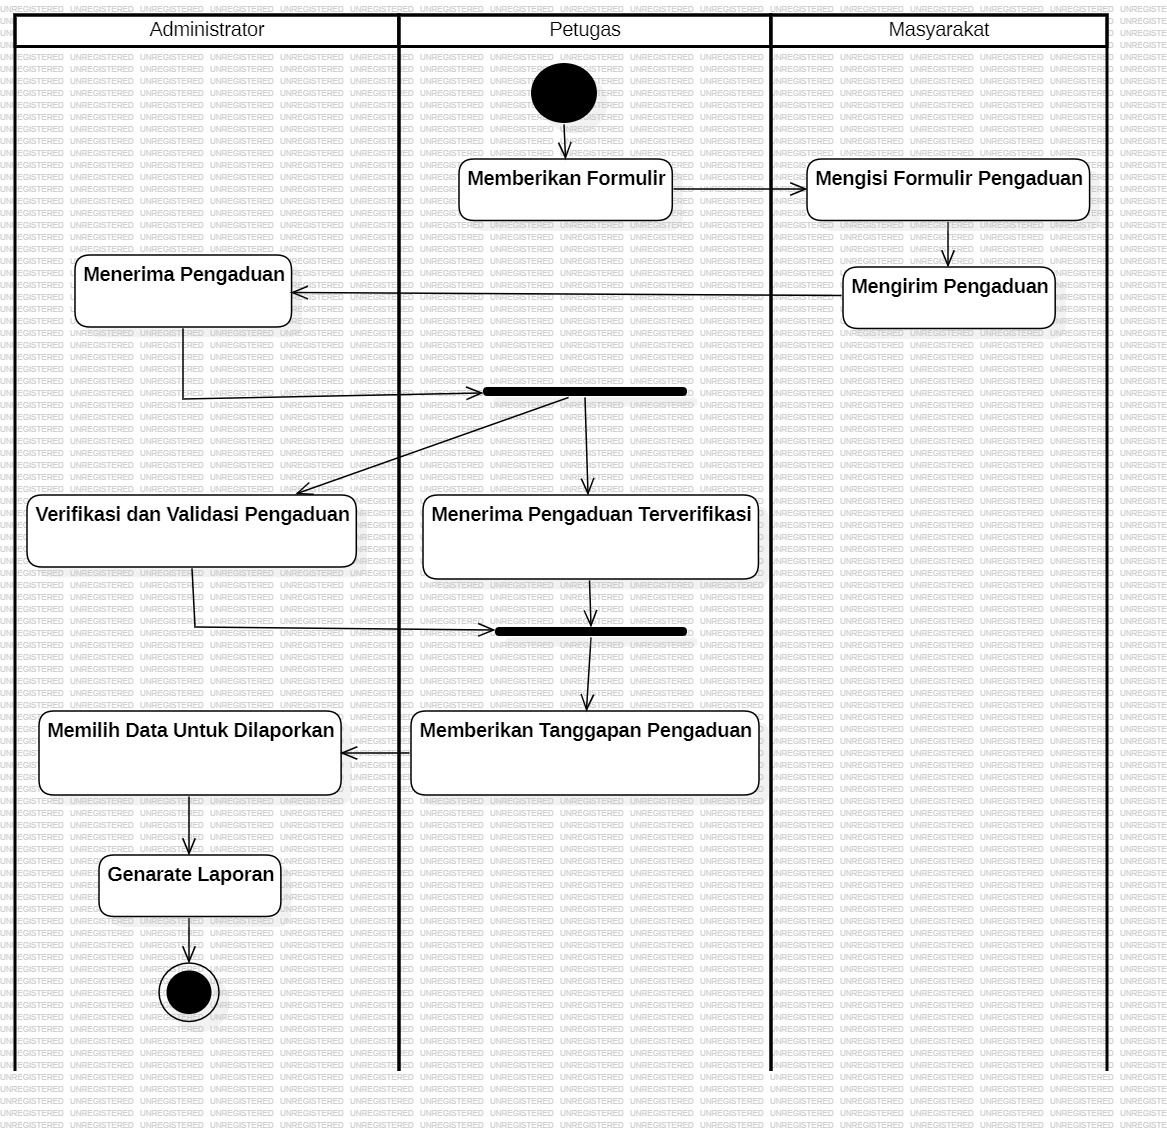 Administrator Petugas Masyarakat
Memberikan Formulir Mengisi Formulir Pengaduan
Menerima Pengaduan Mengirim Pengaduan
Verifikasi dan Validasi Pengaduan Menerima Pengaduan Terverifikasi
Memilih Data Untuk Dilaporkan Memberikan Tanggapan Pengaduan
Genarate Laporan
UNREGISTERED